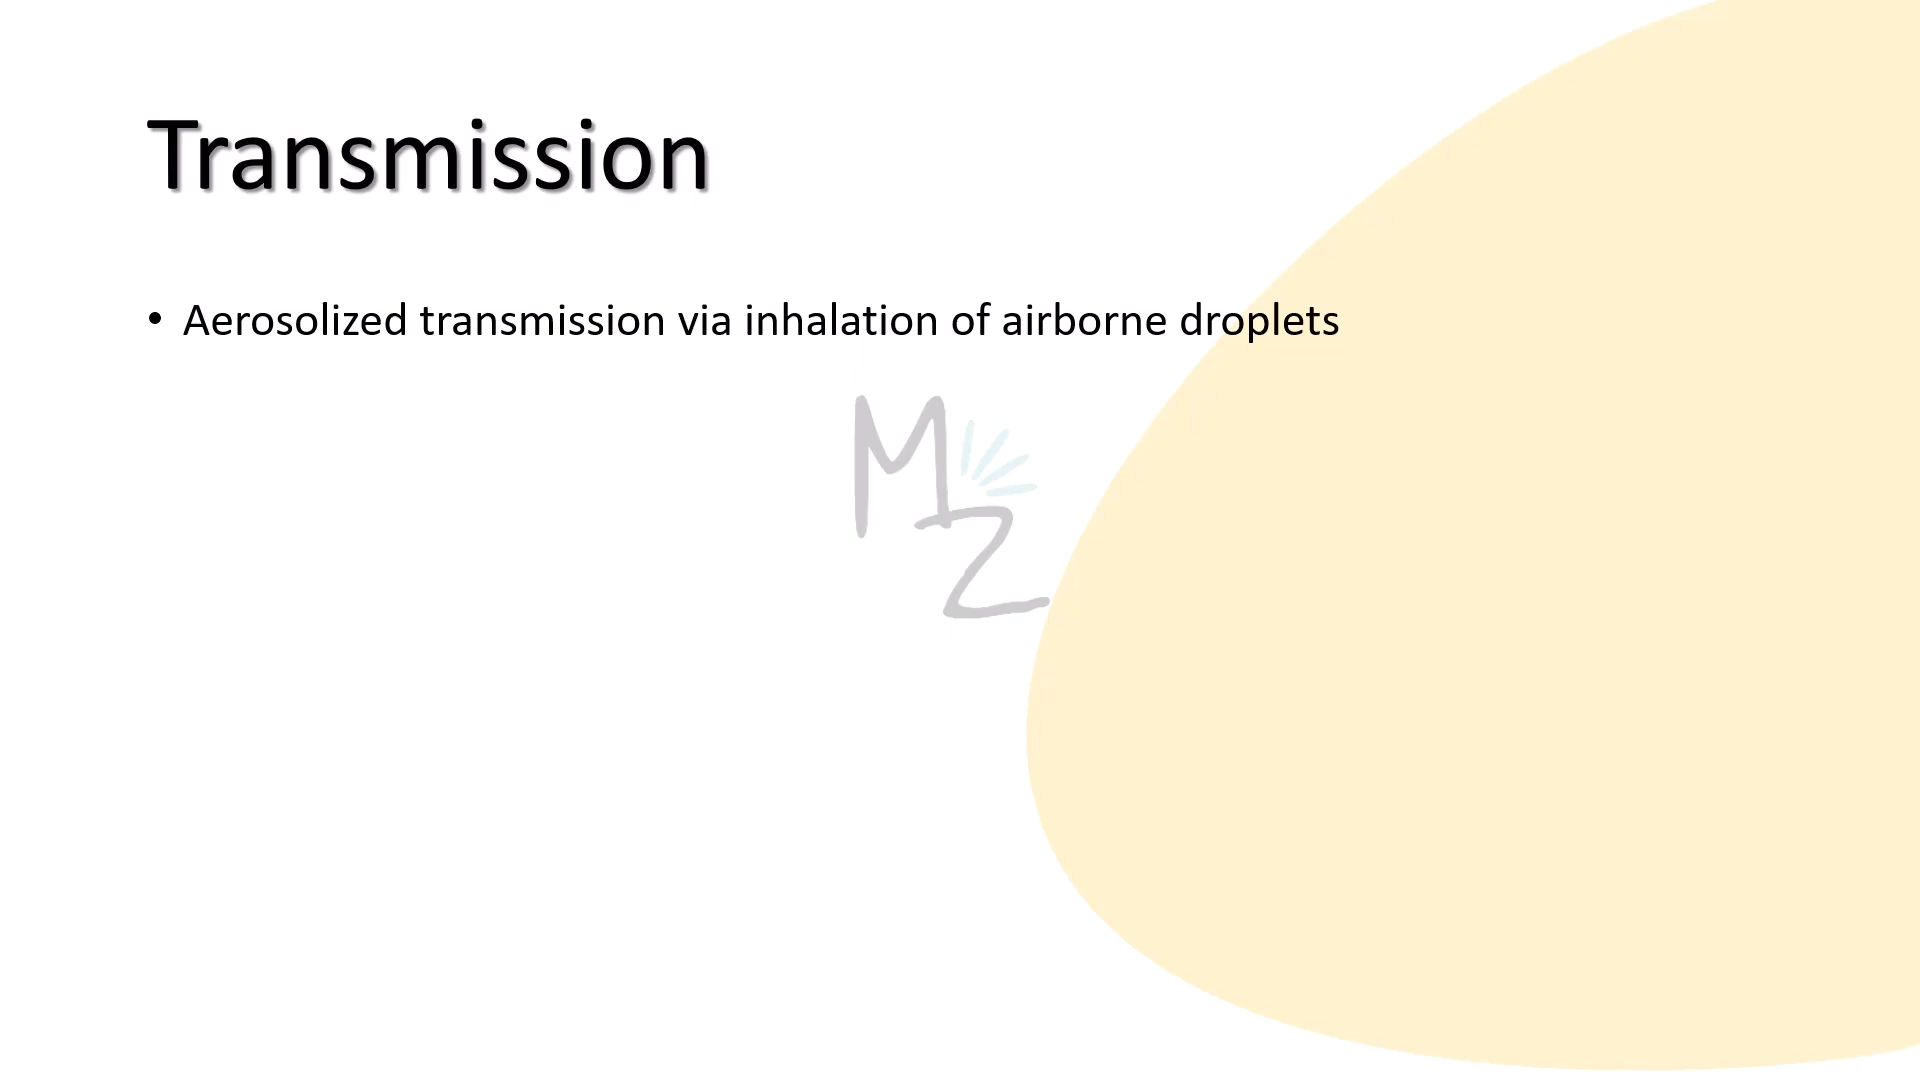 Transmission
• Aerosolized transmission via inhalation of airborne droplets
MZ